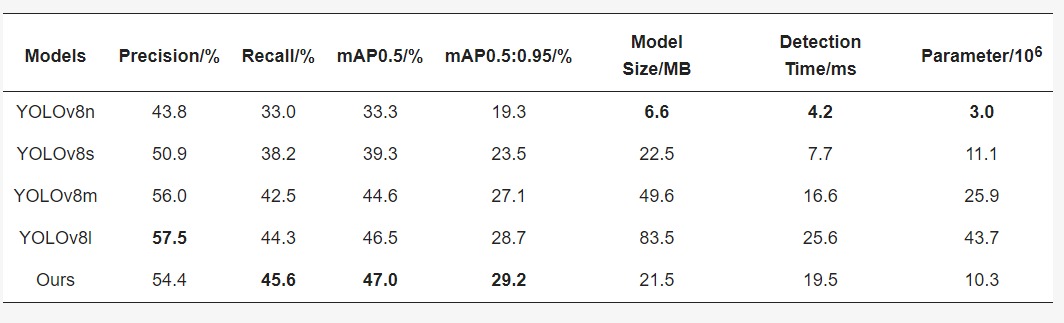 Models Precision/% Recall/% mAP0.5/% mAP0.5:0.95/% Model Size/MB Detection Time/ms Parameter/10⁶
YOLOv8n 43.8 33.0 33.3 19.3 6.6 4.2 3.0
YOLOv8s 50.9 38.2 39.3 23.5 22.5 7.7 11.1
YOLOv8m 56.0 42.5 44.6 27.1 49.6 16.6 25.9
YOLOv8l 57.5 44.3 46.5 28.7 83.5 25.6 43.7
Ours 54.4 45.6 47.0 29.2 21.5 19.5 10.3